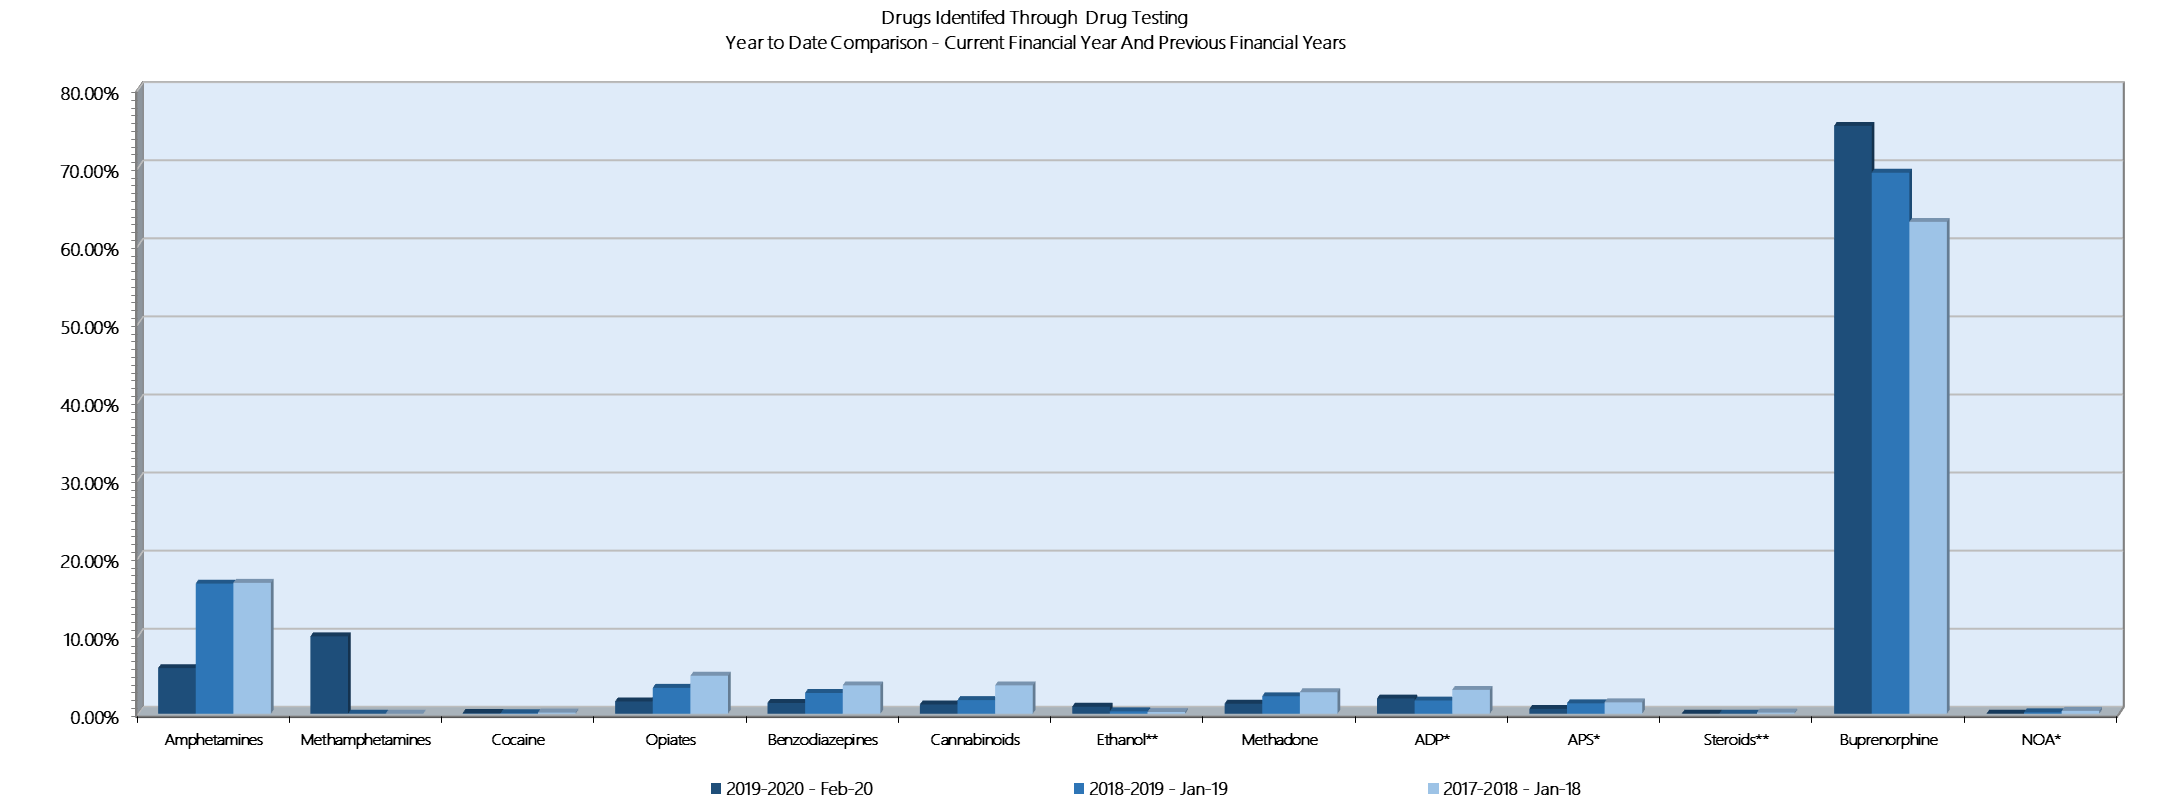 Drugs Identifed Through Drug Testing
Year to Date Comparison - Current Financial Year And Previous Financial Years
80.00%
70.00%
60.00%
50.00%
40.00%
30.00%
20.00%
10.00%
0.00%
Amphetamines Methamphetamines Cocaine Opiates Benzodiazepines Cannabinoids Ethanol** Methadone ADP* APS* Steroids** Buprenorphine NOA*
2019-2020 - Feb-20 2018-2019 - Jan-19 2017-2018 - Jan-18